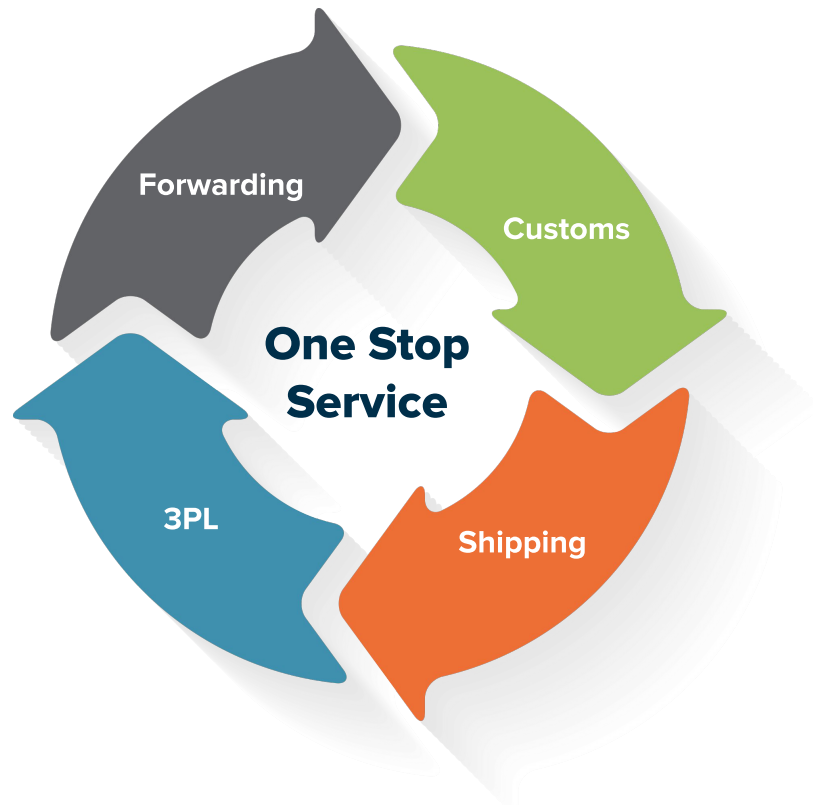 Forwarding
Customs
One Stop
Service
3PL
Shipping